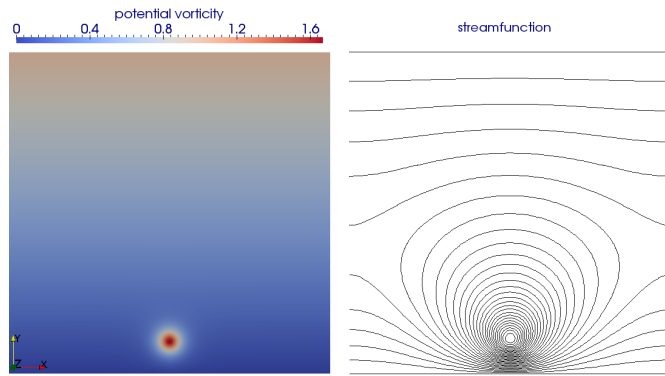 potential vorticity
0 0.4 0.8 1.2 1.6
streamfunction
Y
Z X